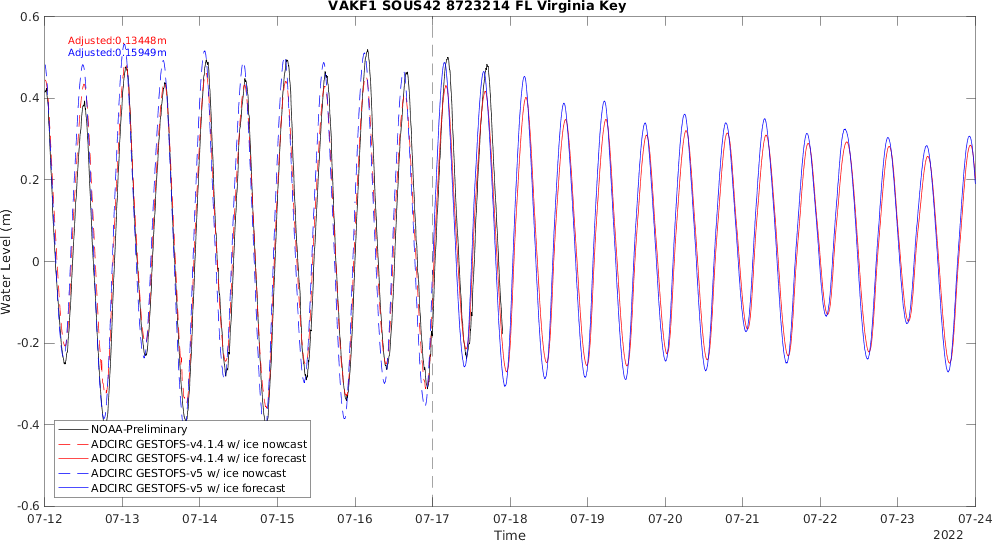 VAKF1 SOUS42 8723214 FL Virginia Key
Adjusted:0.13448m
Adjusted:0.15949m
Water Level (m)
0.6
0.4
0.2
0
-0.2
-0.4
-0.6
NOAA-Preliminary
ADCIRC GESTOFS-v4.1.4 w/ ice nowcast
ADCIRC GESTOFS-v4.1.4 w/ ice forecast
ADCIRC GESTOFS-v5 w/ ice nowcast
ADCIRC GESTOFS-v5 w/ ice forecast
07-12 07-13 07-14 07-15 07-16 07-17 07-18 07-19 07-20 07-21 07-22 07-23 07-24
Time
2022